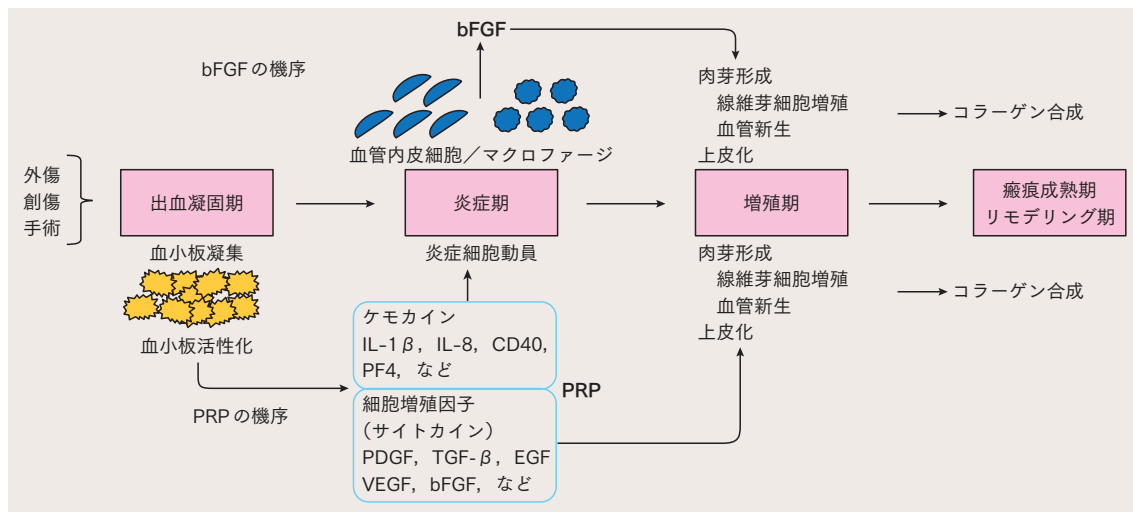 bFGF
bFGFの機序
血管内皮細胞／マクロファージ
肉芽形成
線維芽細胞増殖
血管新生
上皮化
コラーゲン合成
外傷
創傷
手術
出血凝固期
炎症期
増殖期
瘢痕成熟期
リモデリング期
血小板凝集
血小板活性化
炎症細胞動員
肉芽形成
線維芽細胞増殖
血管新生
上皮化
コラーゲン合成
PRPの機序
ケモカイン
IL-1β，IL-8，CD40，
PF4，など
PRP
細胞増殖因子
（サイトカイン）
PDGF，TGF-β，EGF
VEGF，bFGF，など